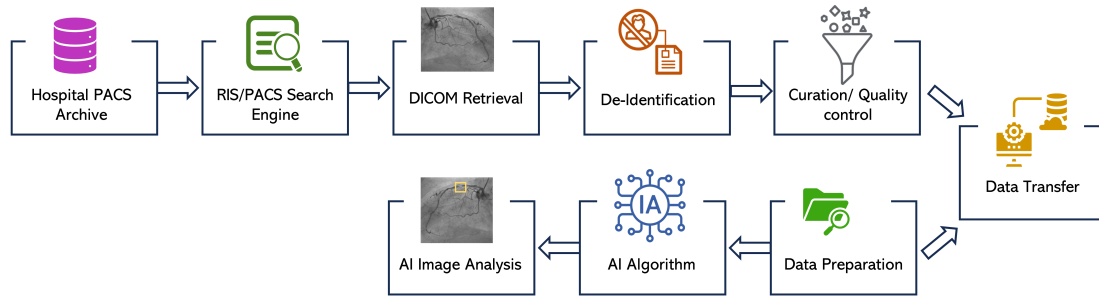 Hospital PACS
Archive
RIS/PACS Search
Engine
DICOM Retrieval
De-Identification
Curation/ Quality
control
Data Transfer
AI Image Analysis
IA
AI Algorithm
Data Preparation